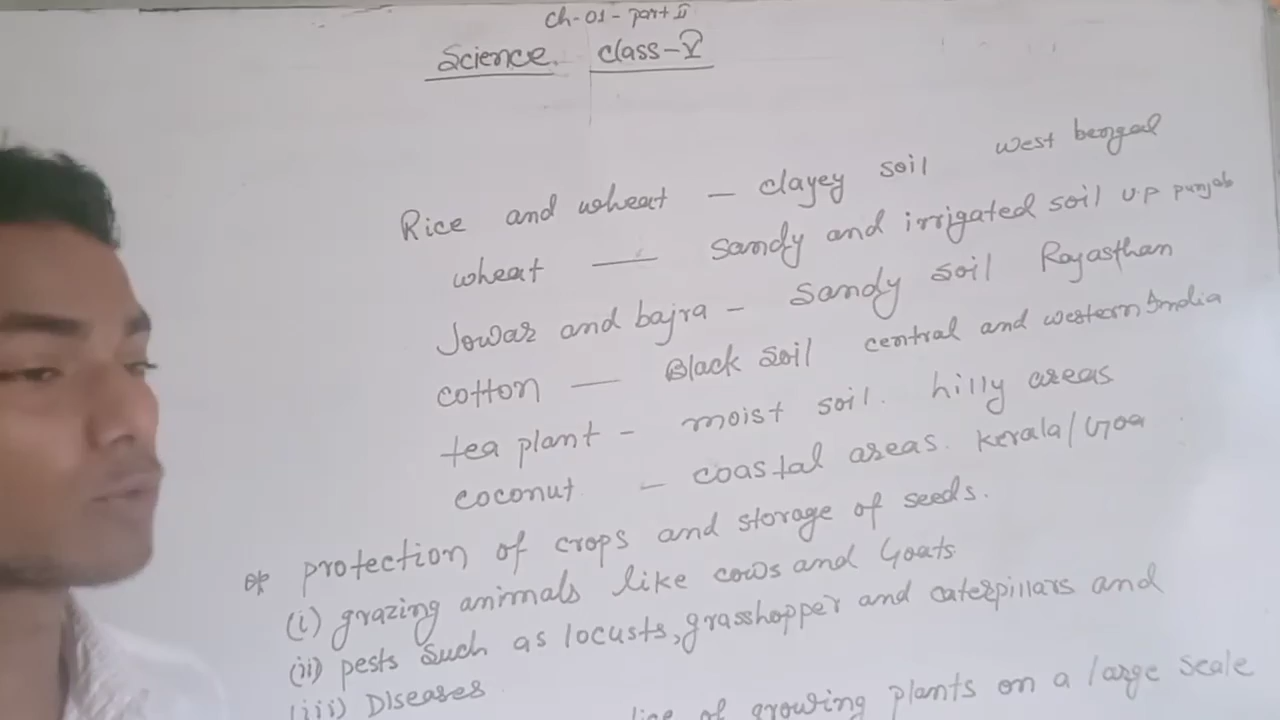 Ch-01-Part II
Science. class-V
Rice and wheat — clayey soil west bengal
wheat — sandy and irrigated soil U.P punjab
Jowar and bajra - Sandy soil Rajasthan
cotton — Black soil central and western India
tea plant - moist soil. hilly areas
coconut - coastal areas. Kerala/Goa
protection of crops and storage of seeds.
(i) grazing animals like cows and Goats
(ii) pests such as locusts, grasshopper and caterpillars and
(iii) Diseases
of growing plants on a large scale